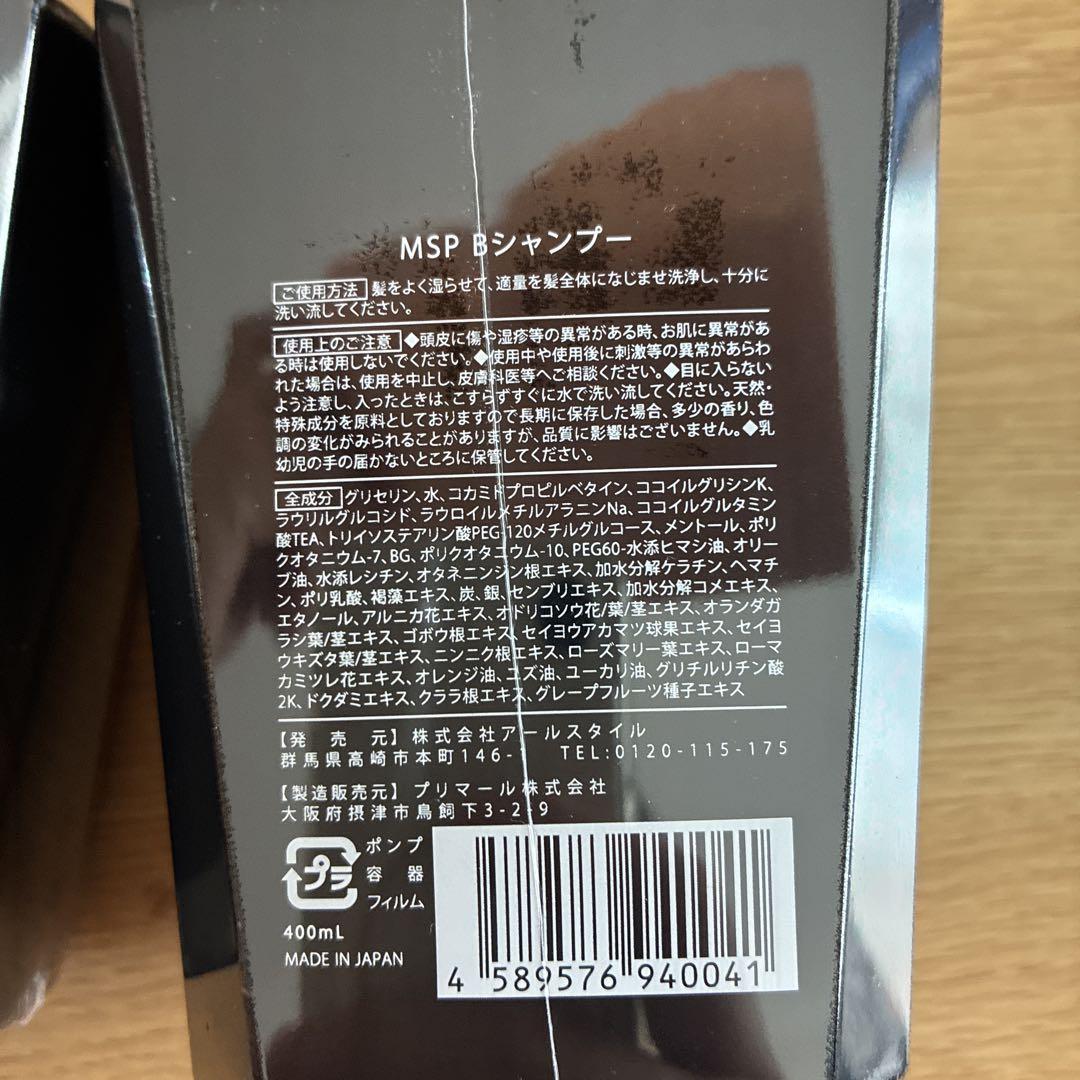 MSP Bシャンプー
ご使用方法 髪をよく湿らせて、適量を髪全体になじませ洗浄し、十分に
洗い流してください。
使用上のご注意 ◆頭皮に傷や湿疹等の異常がある時、お肌に異常があ
る時は使用しないでください。◆使用中や使用後に刺激等の異常があらわ
れた場合は、使用を中止し、皮膚科医等へご相談ください。◆目に入らない
よう注意し、入ったときは、こすらずすぐに水で洗い流してください。天然・
特殊成分を原料としておりますので長期に保存した場合、多少の香り、色
調の変化がみられることがありますが、品質に影響はございません。◆乳
幼児の手の届かないところに保管してください。
全成分 グリセリン、水、コカミドプロピルベタイン、ココイルグリシンK、
ラウリルグルコシド、ラウロイルメチルアラニンNa、ココイルグルタミン
酸TEA、トリイソステアリン酸PEG-120メチルグルコース、メントール、ポリ
クオタニウム-7、BG、ポリクオタニウム-10、PEG60-水添ヒマシ油、オリー
ブ油、水添レシチン、オタネニンジン根エキス、加水分解ケラチン、ヘマチ
ン、ポリ乳酸、褐藻エキス、炭、銀、センブリエキス、加水分解コメエキス、
エタノール、アルニカ花エキス、オドリコソウ花/葉/茎エキス、オランダガ
ラシ葉/茎エキス、ゴボウ根エキス、セイヨウアカマツ球果エキス、セイヨ
ウキズタ葉/茎エキス、ニンニク根エキス、ローズマリー葉エキス、ローマ
カミツレ花エキス、オレンジ油、ユズ油、ユーカリ油、グリチルリチン酸
2K、ドクダミエキス、クララ根エキス、グレープフルーツ種子エキス
【発売元】株式会社アールスタイル
群馬県高崎市本町146- TEL:0120-115-175
【製造販売元】プリマール株式会社
大阪府摂津市鳥飼下3-2-9
プラ
ポンプ
容器
フィルム
400mL
MADE IN JAPAN
4 589576 940041